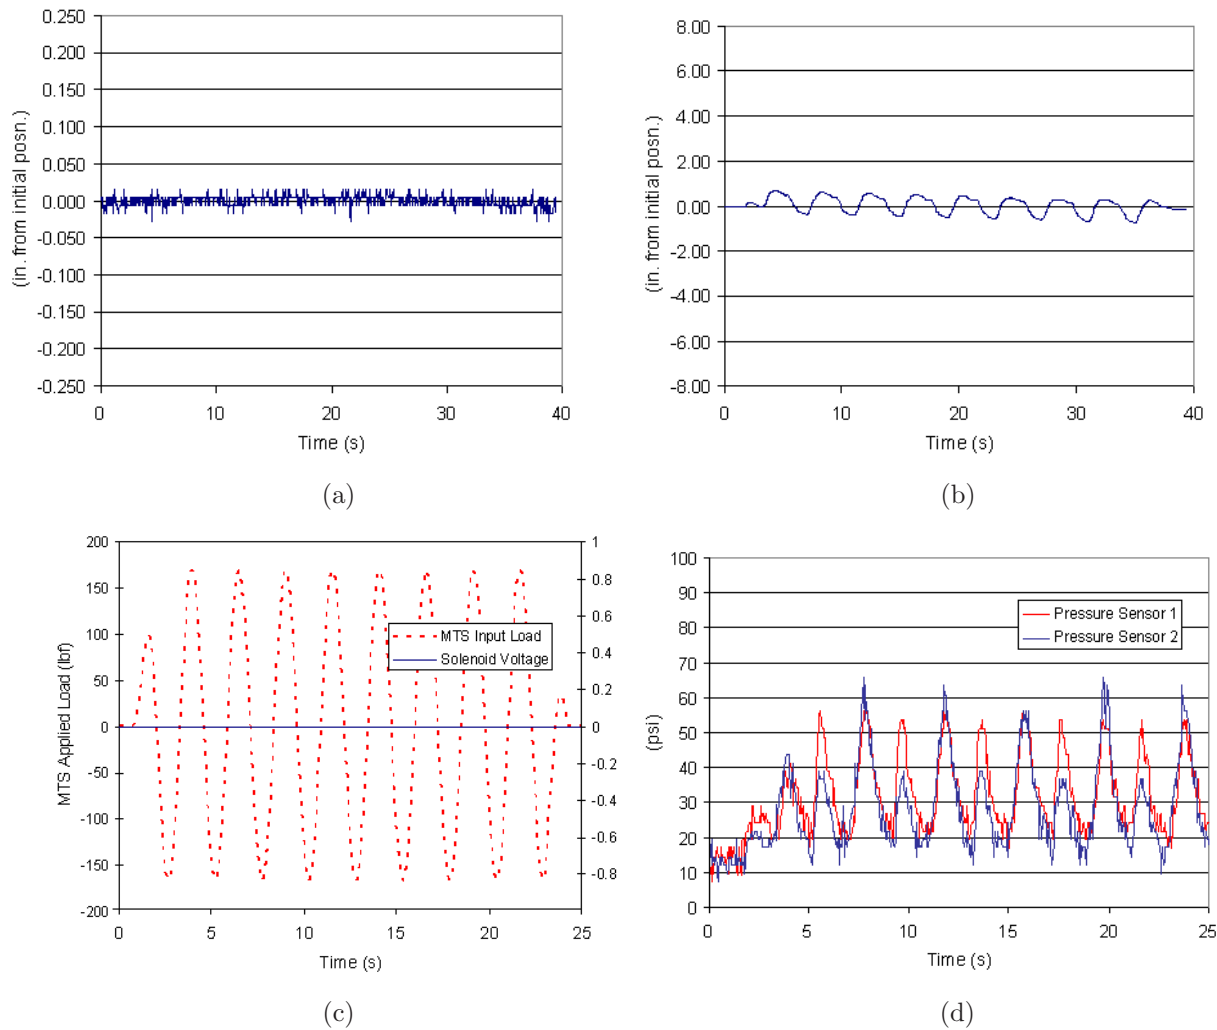 0.250
0.200
0.150
0.100
0.050
0.000
-0.050
-0.100
-0.150
-0.200
-0.250
(in. from initial posn.)
0 10 20 30 40
Time (s)
(a)
8.00
6.00
4.00
2.00
0.00
-2.00
-4.00
-6.00
-8.00
(in. from initial posn.)
0 10 20 30 40
Time (s)
(b)
200
150
100
50
0
-50
-100
-150
-200
MTS Applied Load (lbf)
1
0.8
0.6
0.4
0.2
0
-0.2
-0.4
-0.6
-0.8
MTS Input Load
Solenoid Voltage
0 5 10 15 20 25
Time (s)
(c)
100
90
80
70
60
50
40
30
20
10
0
(psi)
Pressure Sensor 1
Pressure Sensor 2
0 5 10 15 20 25
Time (s)
(d)